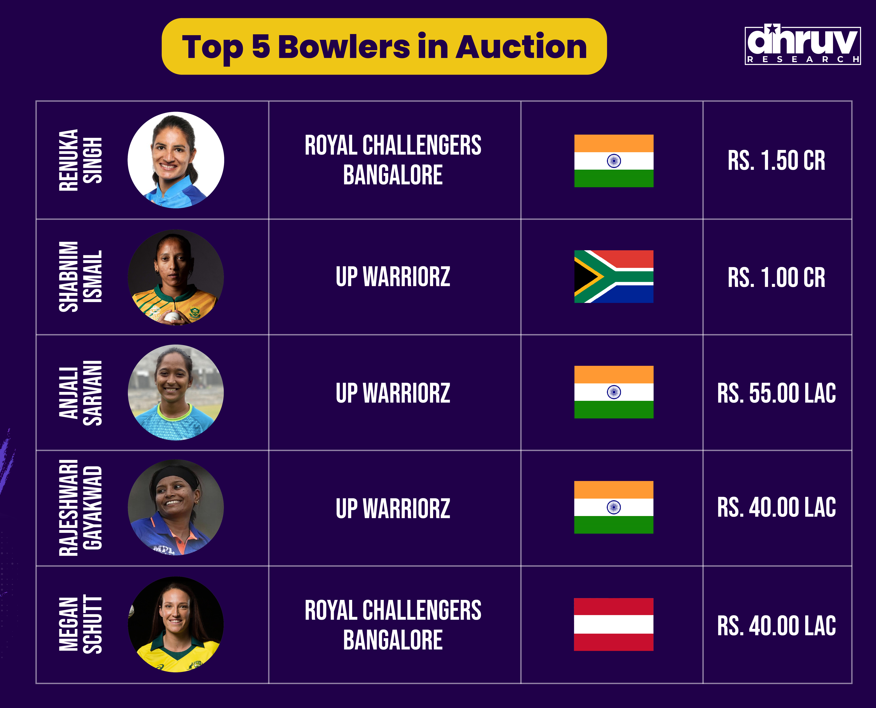 Top 5 Bowlers in Auction
dhruv
RESEARCH
RENUKA
SINGH
ROYAL CHALLENGERS
BANGALORE
RS. 1.50 CR
SHABNIM
ISMAIL
UP WARRIORZ
RS. 1.00 CR
ANJALI
SARVANI
UP WARRIORZ
RS. 55.00 LAC
RAJESHWARI
GAYAKWAD
UP WARRIORZ
RS. 40.00 LAC
MEGAN
SCHUTT
ROYAL CHALLENGERS
BANGALORE
RS. 40.00 LAC